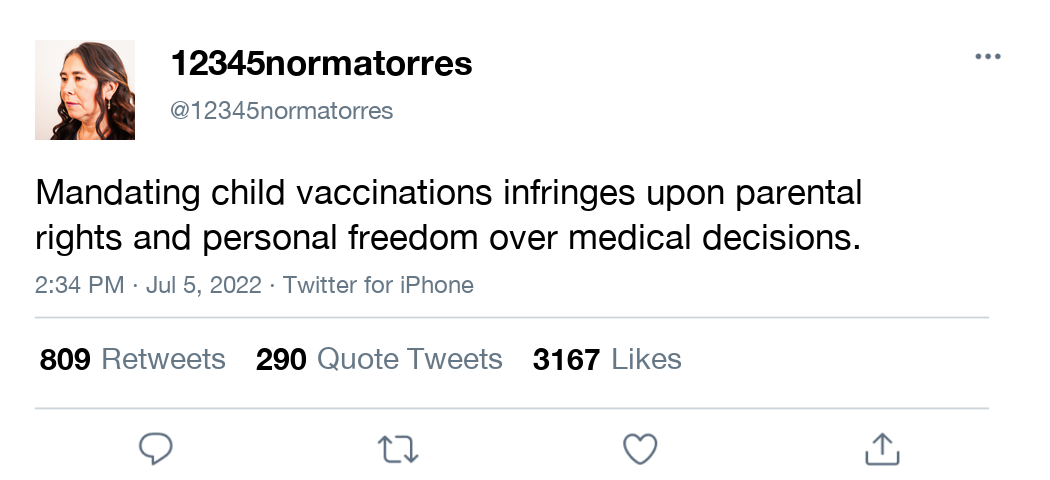 12345normatorres
@12345normatorres
Mandating child vaccinations infringes upon parental
rights and personal freedom over medical decisions.
2:34 PM · Jul 5, 2022 · Twitter for iPhone
809 Retweets 290 Quote Tweets 3167 Likes